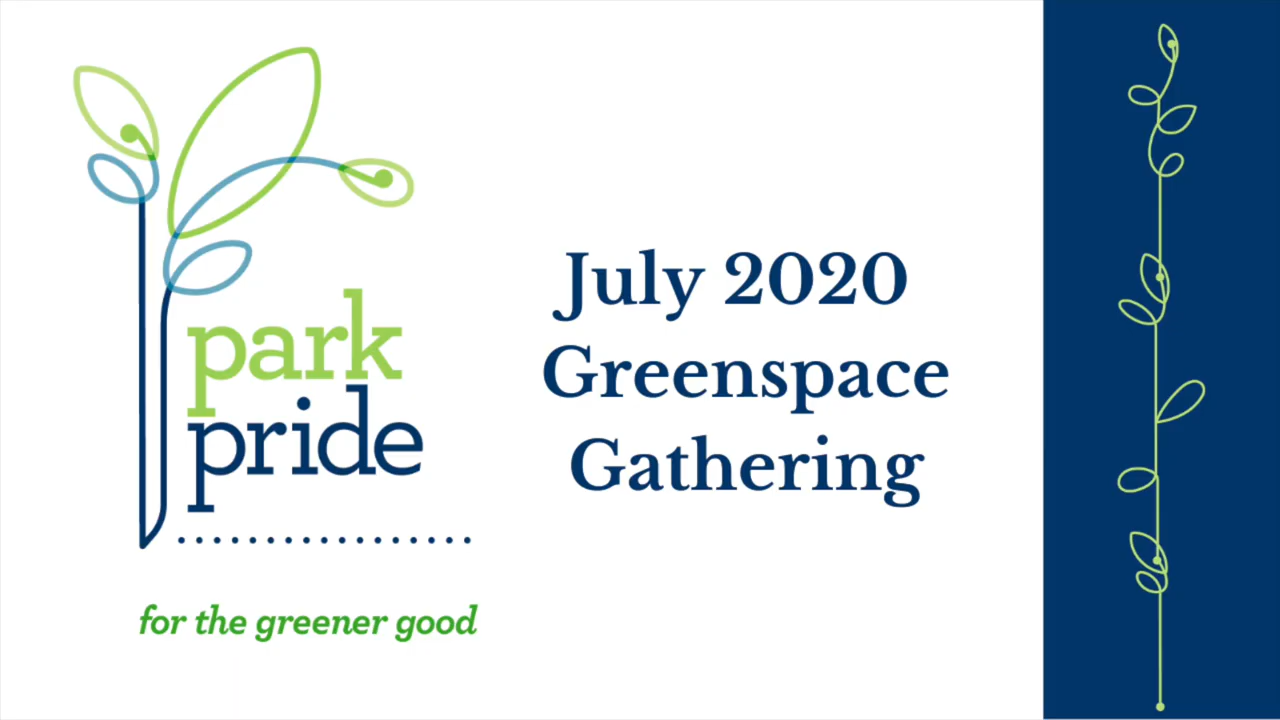 park
pride
for the greener good
July 2020
Greenspace
Gathering